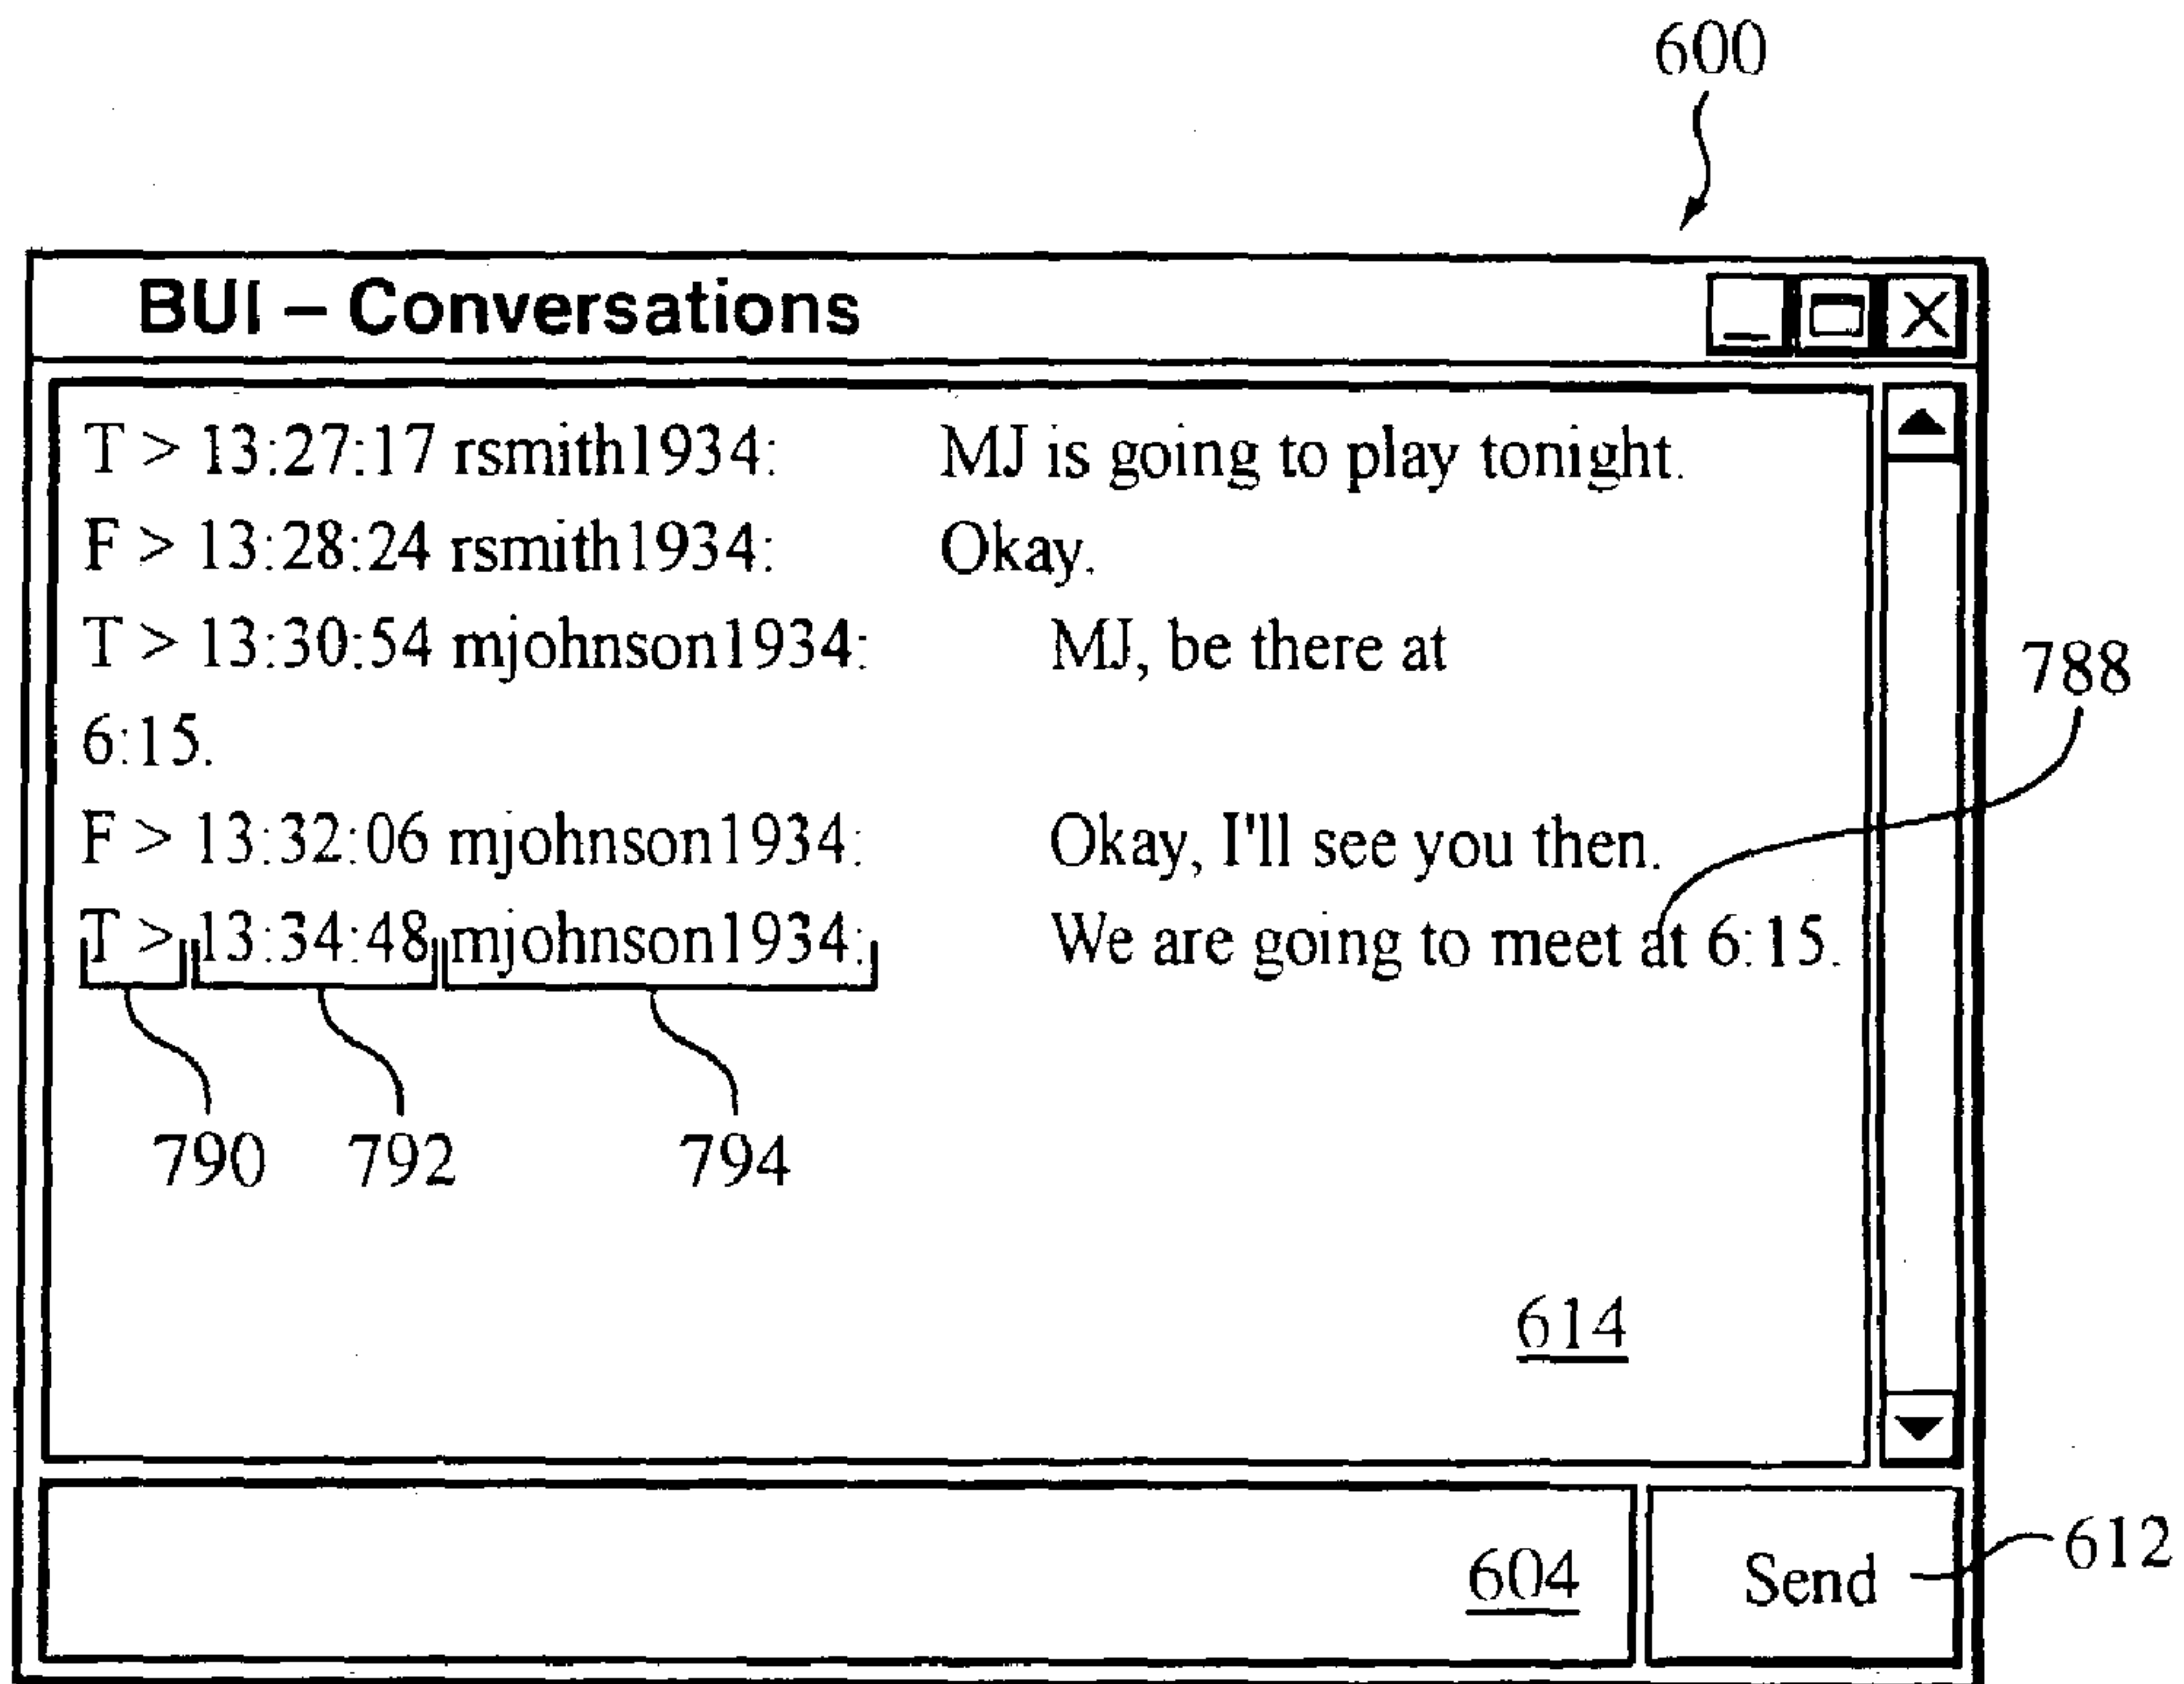 600
BUI – Conversations
T > 13:27:17 rsmith1934: MJ is going to play tonight.
F > 13:28:24 rsmith1934: Okay.
T > 13:30:54 mjohnson1934: MJ, be there at
6:15.
788
F > 13:32:06 mjohnson1934: Okay, I'll see you then.
T > 13:34:48 mjohnson1934: We are going to meet at 6:15.
790 792 794
614
604 Send 612